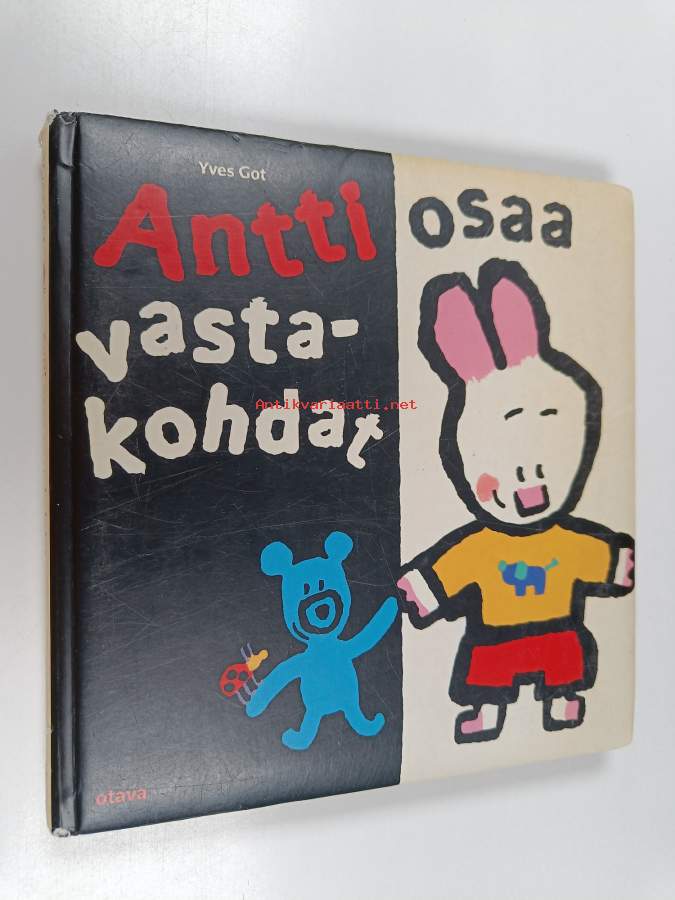 Yves Got
Antti osaa
vasta-
kohdat
Antikvariaatti.net
otava